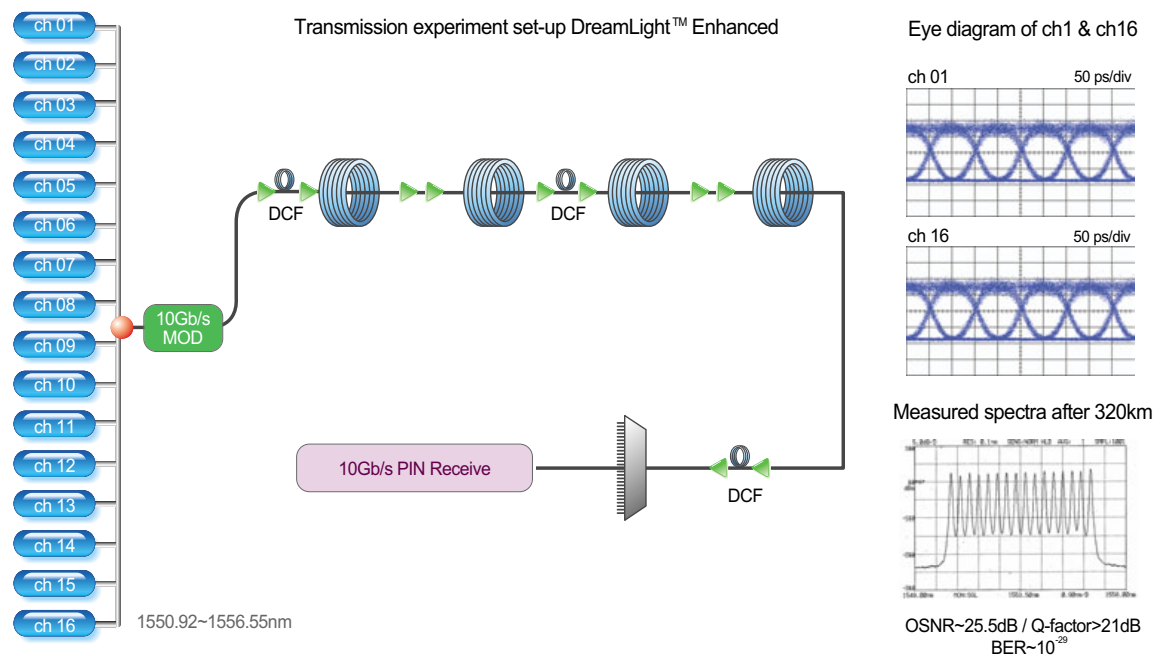 Transmission experiment set-up DreamLight™ Enhanced
ch 01
ch 02
ch 03
ch 04
ch 05
ch 06
ch 07
ch 08
ch 09
ch 10
ch 11
ch 12
ch 13
ch 14
ch 15
ch 16
1550.92~1556.55nm
10Gb/s
MOD
DCF
DCF
DCF
10Gb/s PIN Receive
Eye diagram of ch1 & ch16
ch 01 50 ps/div
ch 16 50 ps/div
Measured spectra after 320km
OSNR~25.5dB / Q-factor>21dB
BER~10⁻²⁹